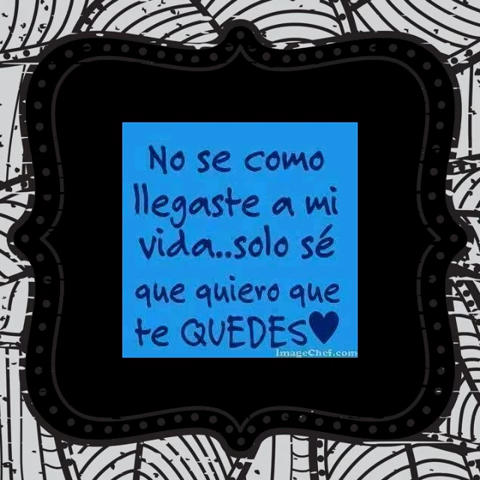 No se como
llegaste a mi
vida..solo sé
que quiero que
te QUEDES♥
ImageChef.com